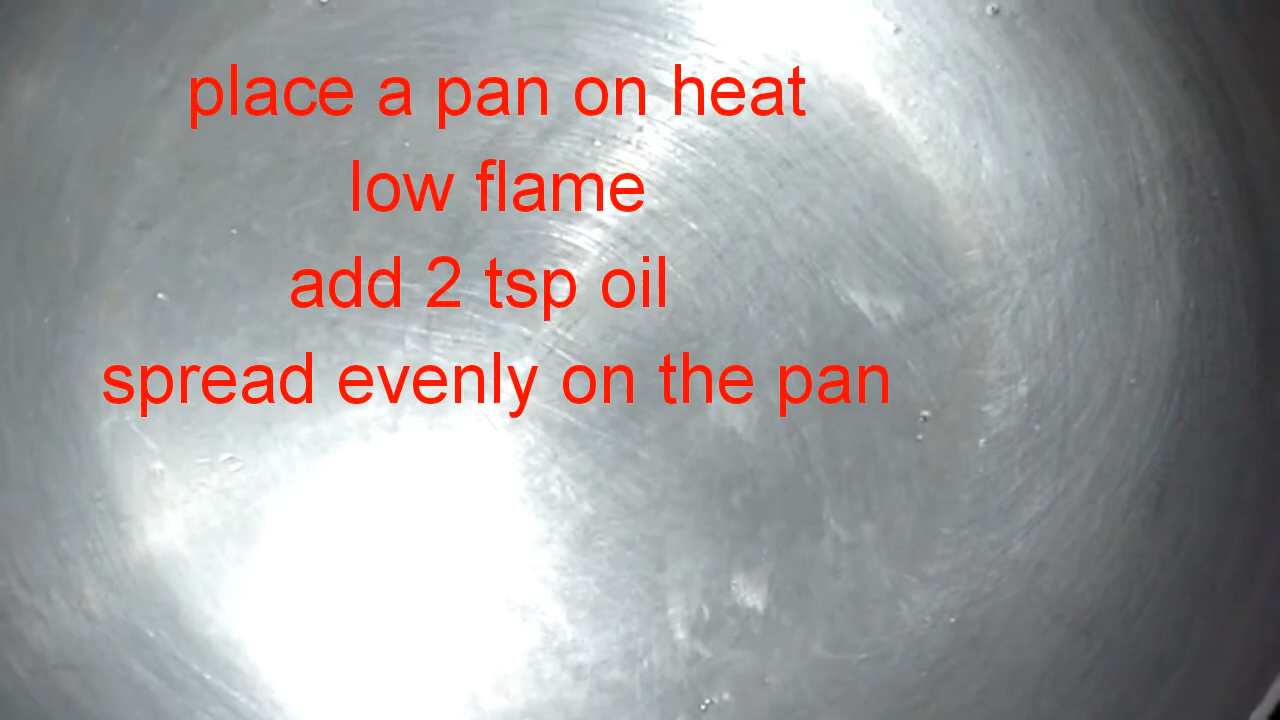 place a pan on heat
low flame
add 2 tsp oil
spread evenly on the pan